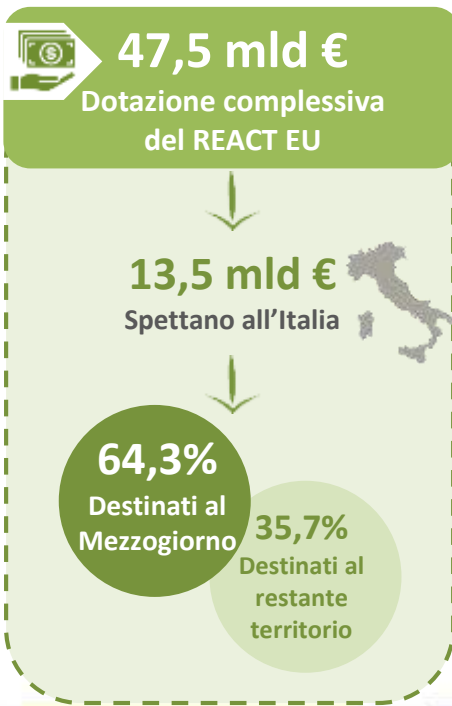 47,5 mld €
Dotazione complessiva
del REACT EU
13,5 mld €
Spettano all'Italia
64,3%
Destinati al
Mezzogiorno
35,7%
Destinati al
restante
territorio